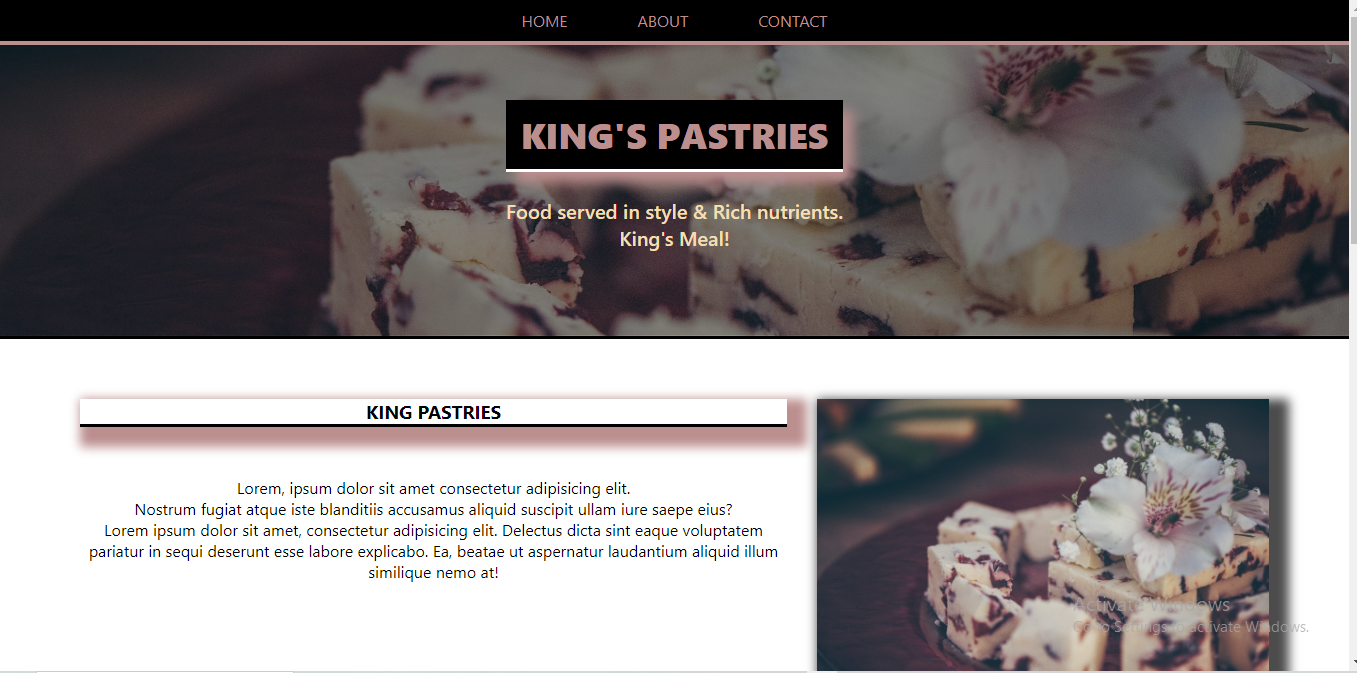 HOME ABOUT CONTACT
KING'S PASTRIES
Food served in style & Rich nutrients.
King's Meal!
KING PASTRIES
Lorem, ipsum dolor sit amet consectetur adipisicing elit.
Nostrum fugiat atque iste blanditiis accusamus aliquid suscipit ullam iure saepe eius?
Lorem ipsum dolor sit amet, consectetur adipisicing elit. Delectus dicta sint eaque voluptatem
pariatur in sequi deserunt esse labore explicabo. Ea, beatae ut aspernatur laudantium aliquid illum
similique nemo at!
Activate Windows
Go to Settings to activate Windows.